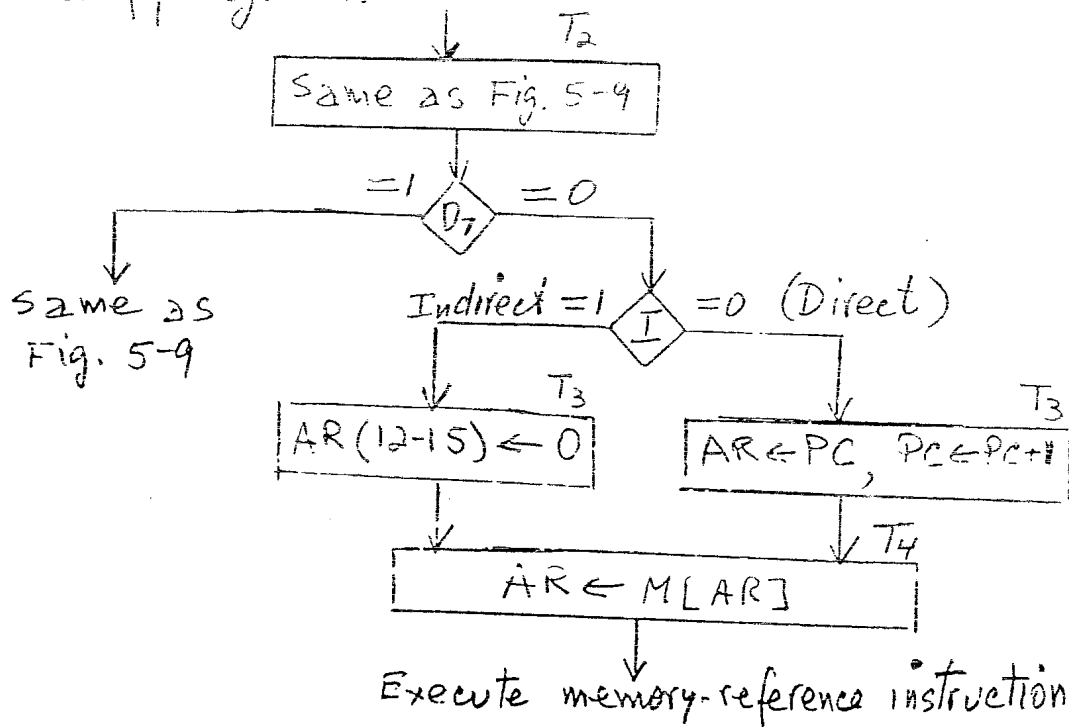 T2
Same as Fig. 5-9
=1
D7
=0
Same as
Fig. 5-9
Indirect =1
I
=0 (Direct)
T3
AR(12-15) ← 0
T3
AR ← PC, PC ← PC+1
T4
AR ← M[AR]
Execute memory-reference instruction